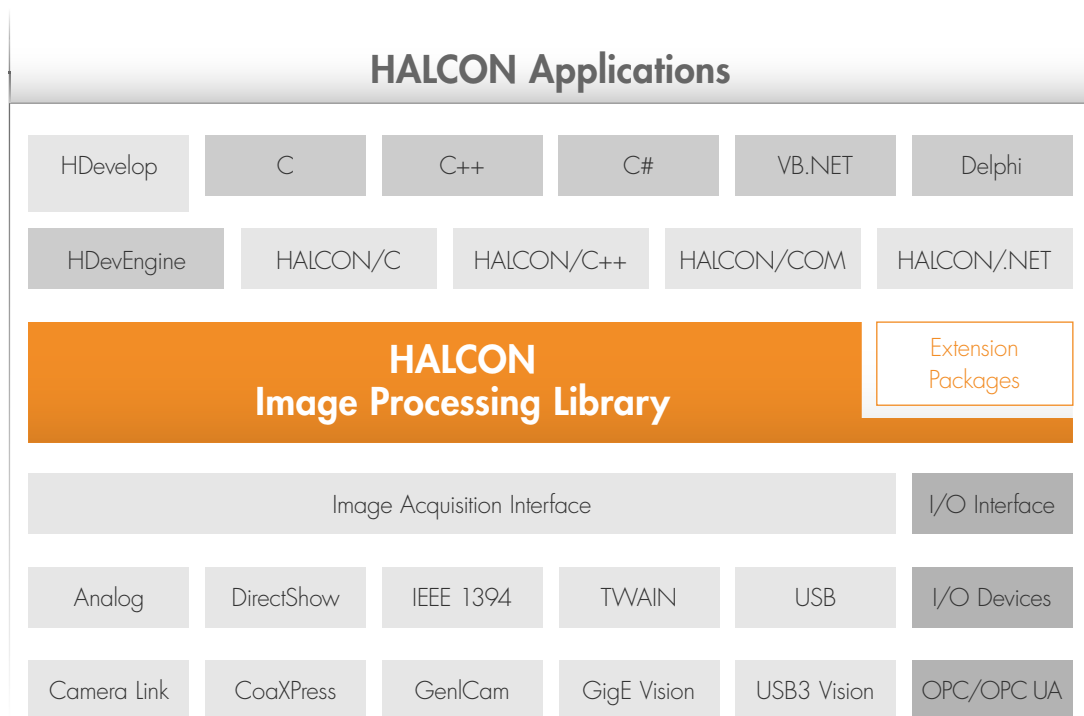 HALCON Applications
HDevelop
C
C++
C#
VB.NET
Delphi
HDevEngine
HALCON/C
HALCON/C++
HALCON/COM
HALCON/.NET
HALCON
Image Processing Library
Extension
Packages
Image Acquisition Interface
I/O Interface
Analog
DirectShow
IEEE 1394
TWAIN
USB
I/O Devices
Camera Link
CoaXPress
GenICam
GigE Vision
USB3 Vision
OPC/OPC UA